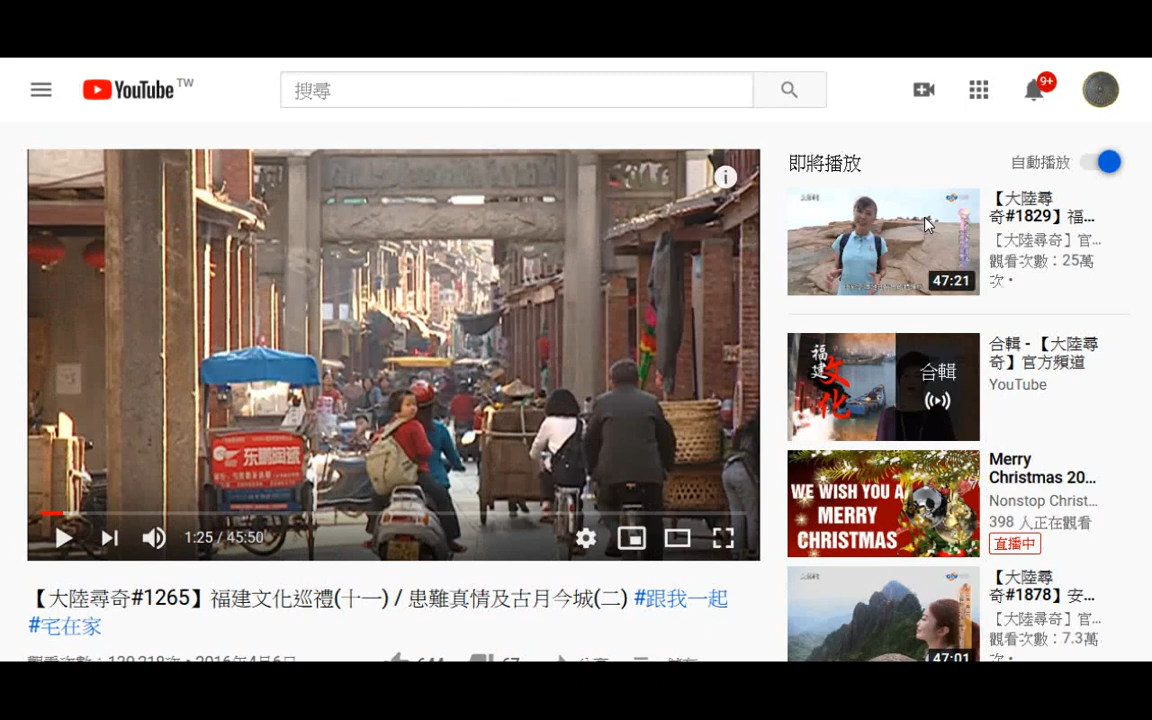 YouTube TW
搜尋
9+
即將播放
自動播放
【大陸尋
奇#1829】福...
【大陸尋奇】官...
觀看次數：25萬
次・
47:21
福建
文化
合輯
合輯 - 【大陸尋
奇】官方頻道
YouTube
WE WISH YOU A
MERRY
CHRISTMAS
Merry
Christmas 20...
Nonstop Christ...
398 人正在觀看
直播中
【大陸尋
奇#1878】安...
【大陸尋奇】官...
觀看次數：7.3萬
次・
47:01
东鹏陶瓷
1:25 / 45:50
【大陸尋奇#1265】福建文化巡禮(十一) / 患難真情及古月今城(二) #跟我一起
#宅在家